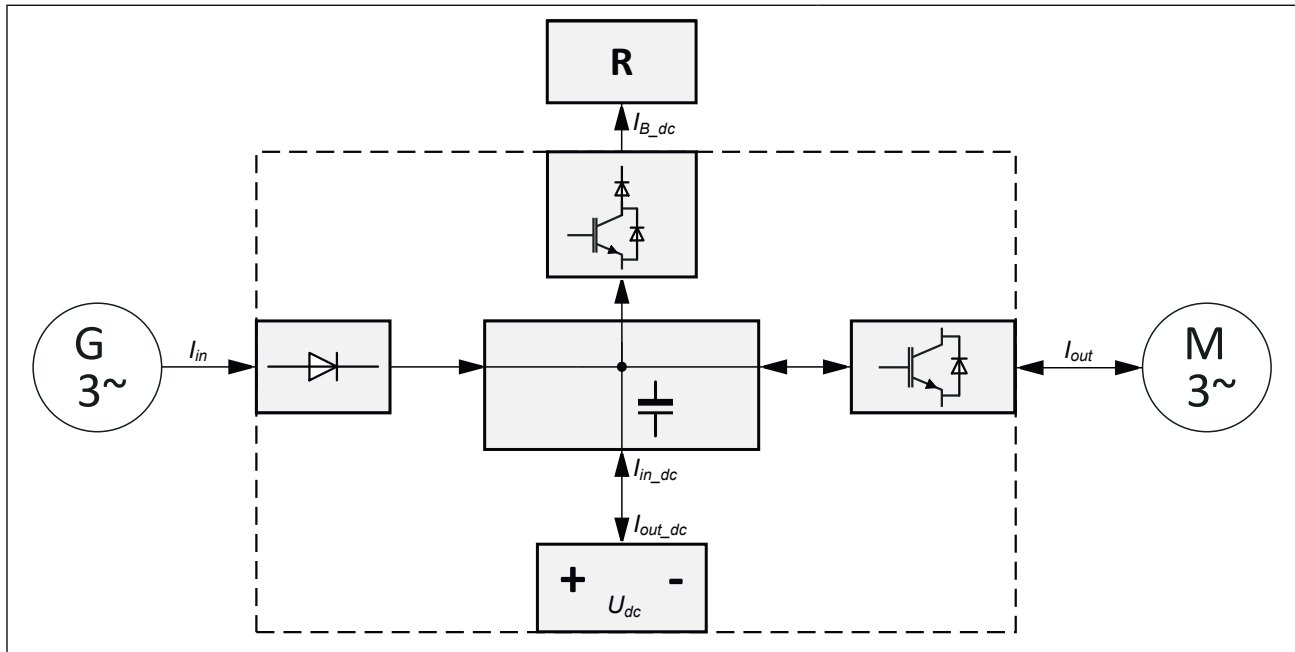 R
I_B_dc
G
3~
I_in
I_out
M
3~
I_in_dc
I_out_dc
+ -
U_dc